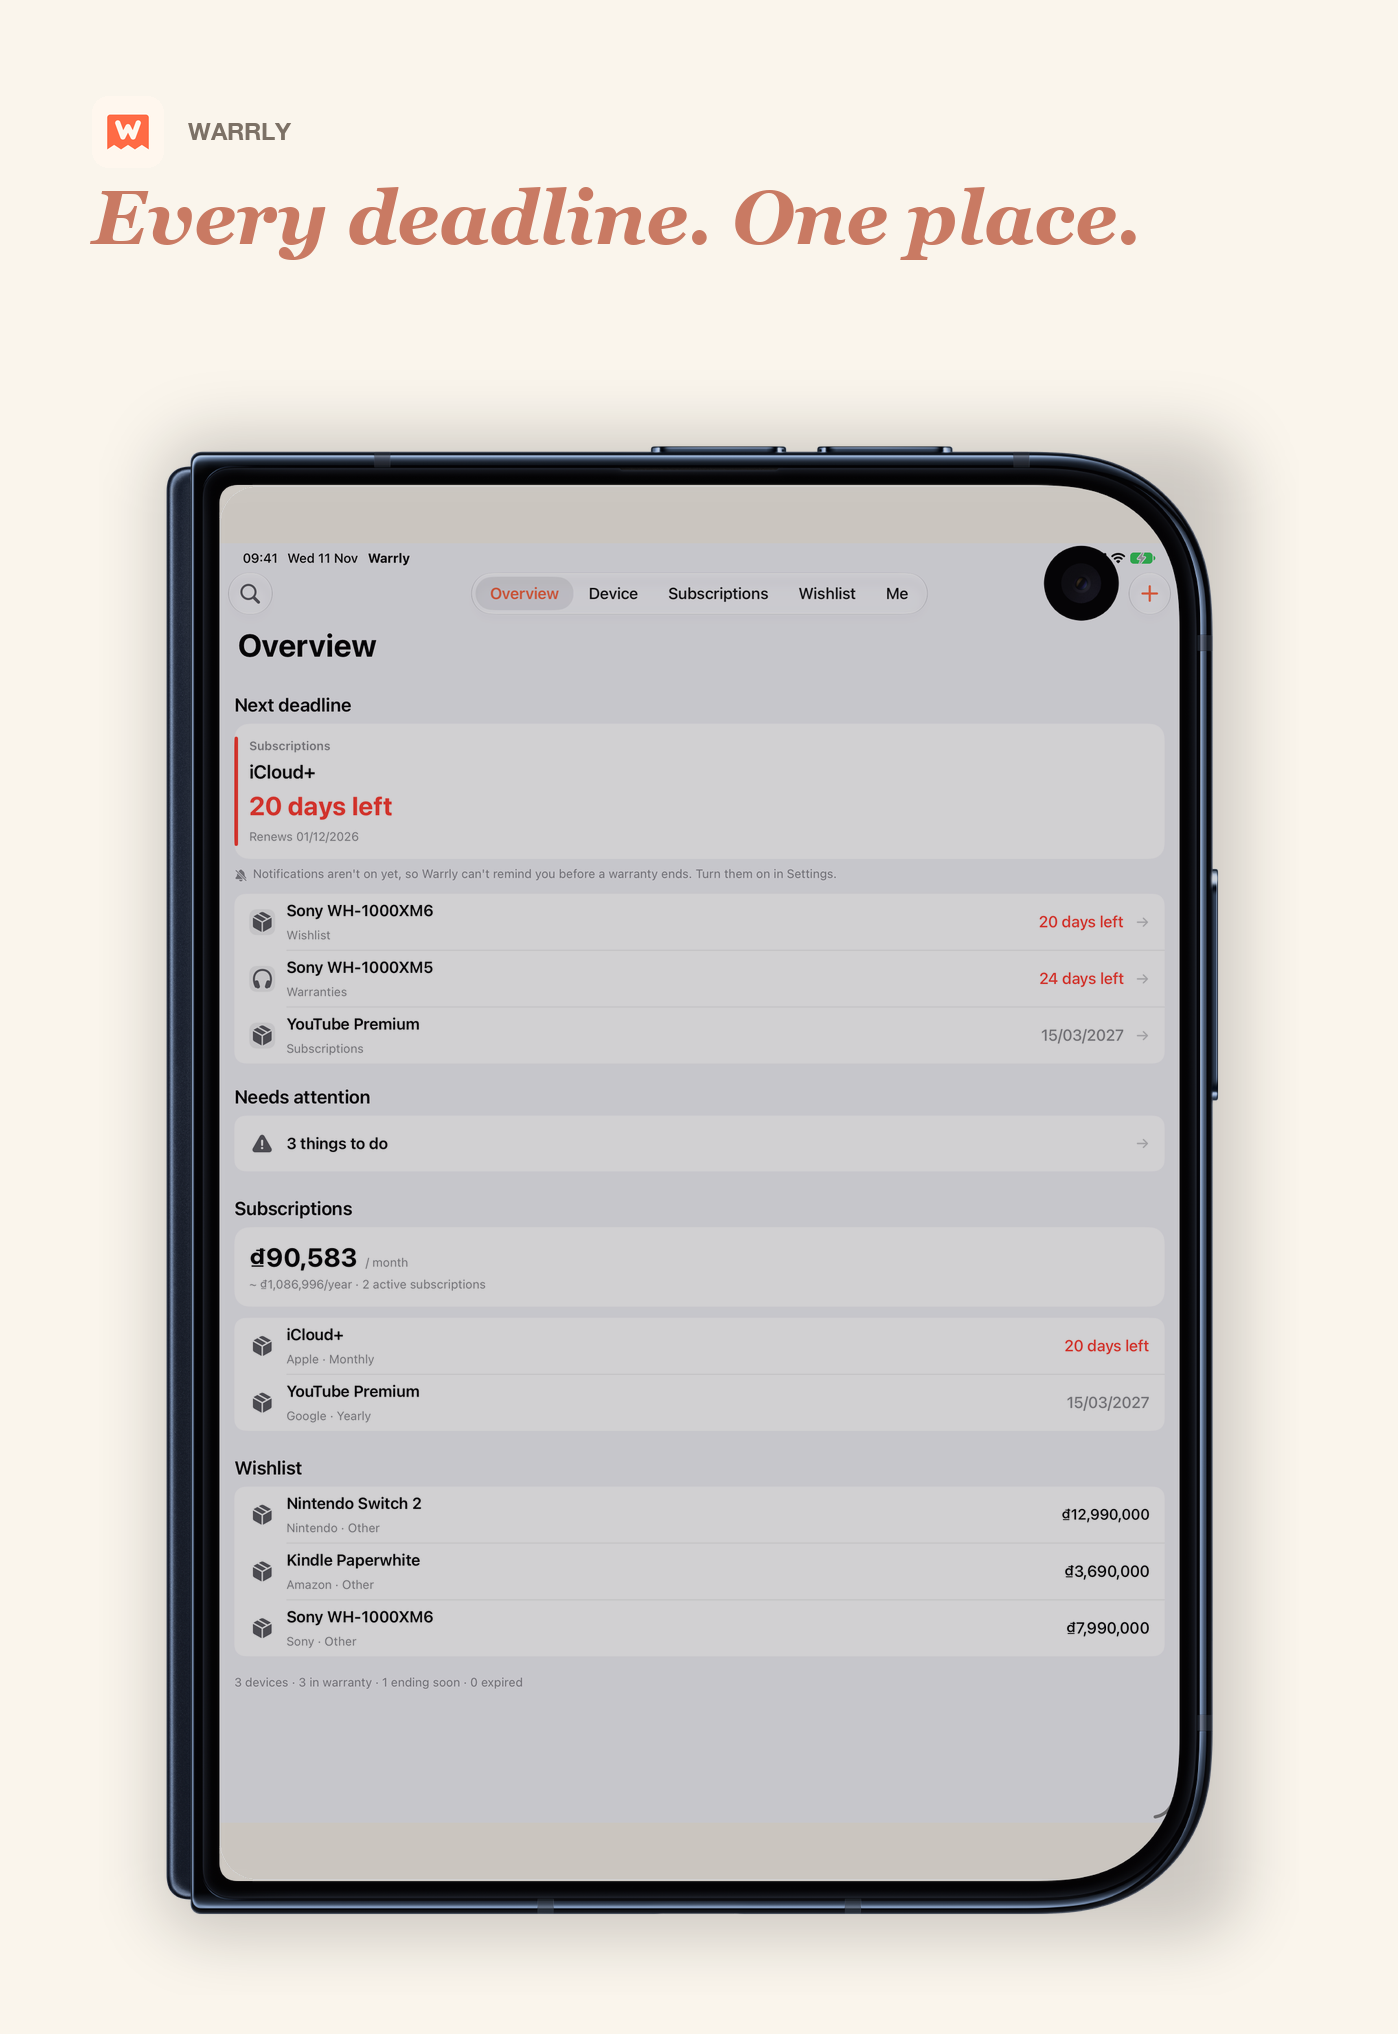 WARRLY
Every deadline. One place.
09:41 Wed 11 Nov Warrly
Overview Device Subscriptions Wishlist Me
Overview
Next deadline
Subscriptions
iCloud+
20 days left
Renews 01/12/2026
Notifications aren't on yet, so Warrly can't remind you before a warranty ends. Turn them on in Settings.
Sony WH-1000XM6
20 days left
Wishlist
Sony WH-1000XM5
24 days left
Warranties
YouTube Premium
15/03/2027
Subscriptions
Needs attention
3 things to do
Subscriptions
₫90,583 / month
~ ₫1,086,996/year · 2 active subscriptions
iCloud+
20 days left
Apple · Monthly
YouTube Premium
15/03/2027
Google · Yearly
Wishlist
Nintendo Switch 2
₫12,990,000
Nintendo · Other
Kindle Paperwhite
₫3,690,000
Amazon · Other
Sony WH-1000XM6
₫7,990,000
Sony · Other
3 devices · 3 in warranty · 1 ending soon · 0 expired